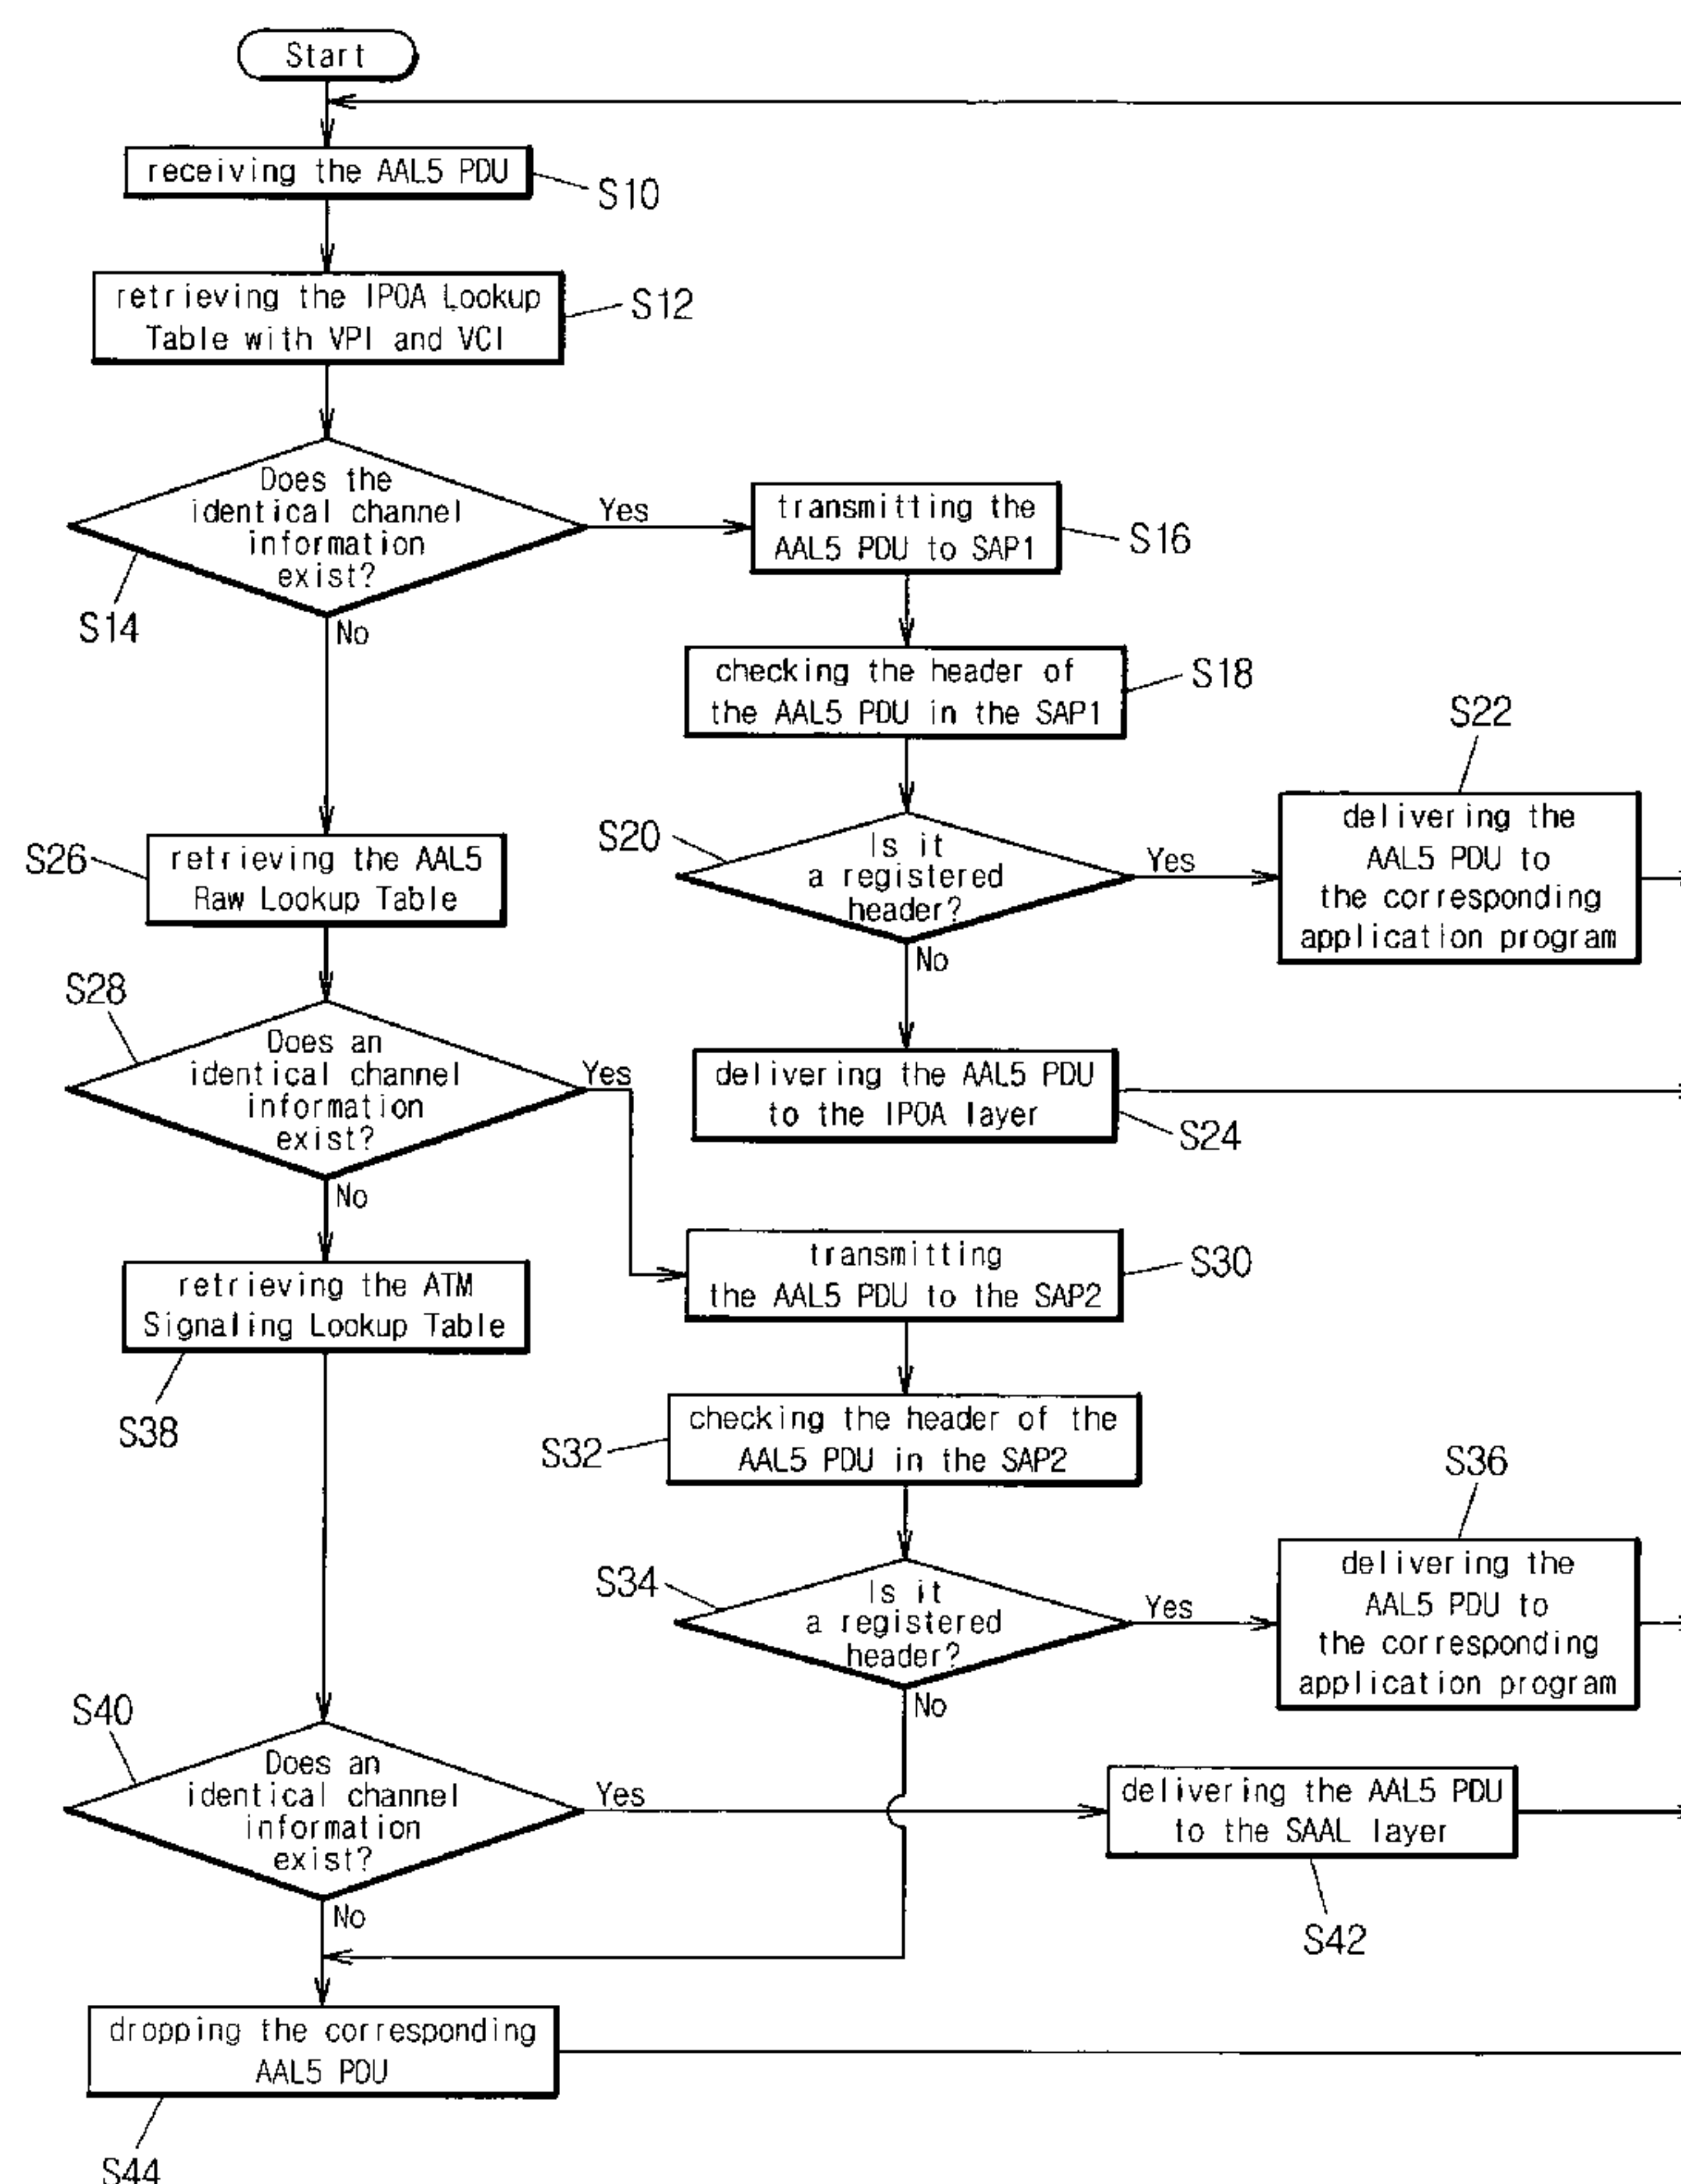 Start
receiving the AAL5 PDU
S10
retrieving the IPOA Lookup
Table with VPI and VCI
S12
Does the
identical channel
information
exist?
Yes
No
S14
transmitting the
AAL5 PDU to SAP1
S16
checking the header of
the AAL5 PDU in the SAP1
S18
S20
Is it
a registered
header?
Yes
No
S22
delivering the
AAL5 PDU to
the corresponding
application program
S26
retrieving the AAL5
Raw Lookup Table
S28
Does an
identical channel
information
exist?
Yes
No
delivering the AAL5 PDU
to the IPOA layer
S24
transmitting
the AAL5 PDU to the SAP2
S30
retrieving the ATM
Signaling Lookup Table
S38
checking the header of the
AAL5 PDU in the SAP2
S32
S34
Is it
a registered
header?
Yes
No
S36
delivering the
AAL5 PDU to
the corresponding
application program
S40
Does an
identical channel
information
exist?
Yes
No
delivering the AAL5 PDU
to the SAAL layer
S42
dropping the corresponding
AAL5 PDU
S44